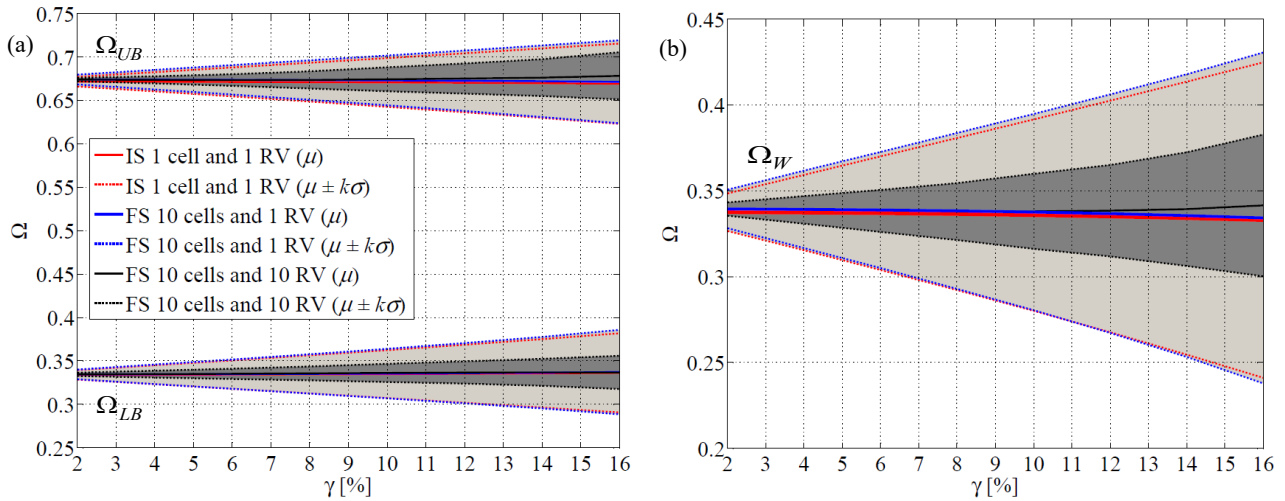 (a)
Ω_UB
0.75
0.7
0.65
0.6
0.55
0.5
0.45
0.4
0.35
0.3
0.25
Ω
IS 1 cell and 1 RV (μ)
IS 1 cell and 1 RV (μ ± kσ)
FS 10 cells and 1 RV (μ)
FS 10 cells and 1 RV (μ ± kσ)
FS 10 cells and 10 RV (μ)
FS 10 cells and 10 RV (μ ± kσ)
Ω_LB
2 3 4 5 6 7 8 9 10 11 12 13 14 15 16
γ [%]
(b)
0.45
0.4
0.35
0.3
0.25
0.2
Ω
Ω_W
2 3 4 5 6 7 8 9 10 11 12 13 14 15 16
γ [%]